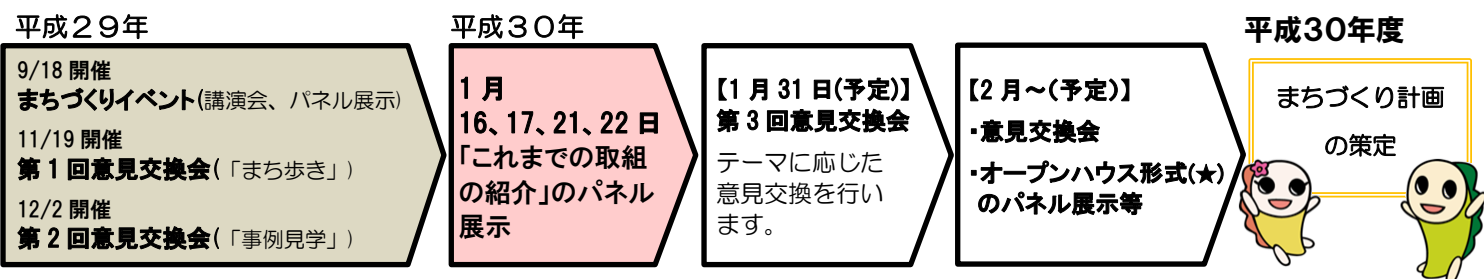 平成29年
9/18 開催
まちづくりイベント(講演会、パネル展示)
11/19 開催
第1回意見交換会(「まち歩き」)
12/2 開催
第2回意見交換会(「事例見学」)
平成30年
1月
16、17、21、22日
「これまでの取組
の紹介」のパネル
展示
【1月31日(予定)】
第3回意見交換会
テーマに応じた
意見交換を行い
ます。
【2月～(予定)】
・意見交換会
・オープンハウス形式(★)
のパネル展示等
平成30年度
まちづくり計画
の策定